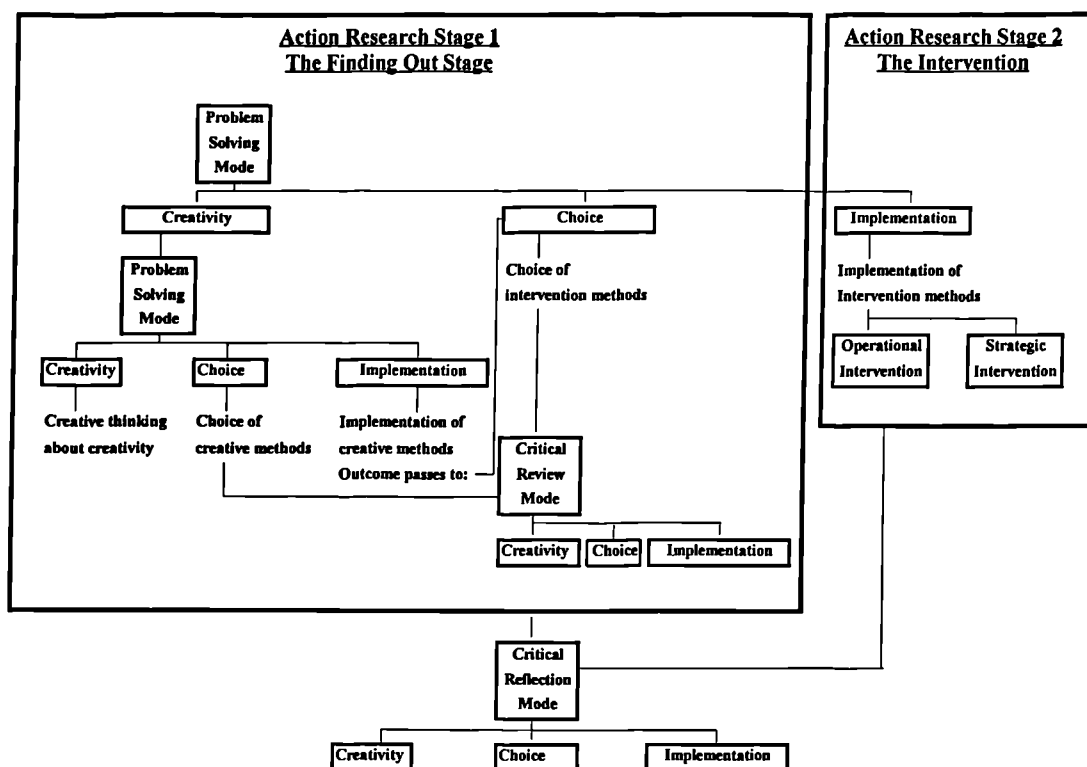 Action Research Stage 1
The Finding Out Stage
Action Research Stage 2
The Intervention
Problem
Solving
Mode
Creativity
Choice
Implementation
Problem
Solving
Mode
Choice of
intervention methods
Implementation of
Intervention methods
Operational
Intervention
Strategic
Intervention
Creativity
Choice
Implementation
Creative thinking
about creativity
Choice of
creative methods
Implementation of
creative methods
Outcome passes to:
Critical
Review
Mode
Creativity
Choice
Implementation
Critical
Reflection
Mode
Creativity
Choice
Implementation